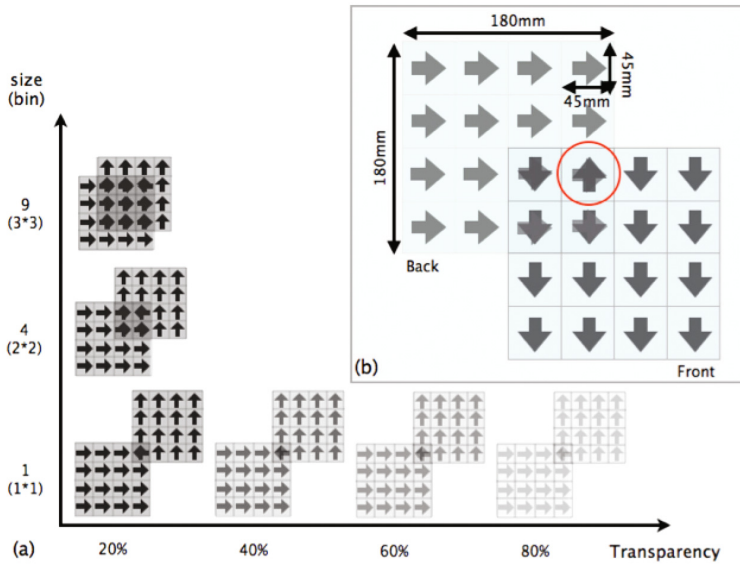 size
(bin)
9
(3*3)
4
(2*2)
1
(1*1)
(a)
20%
40%
60%
80%
Transparency
180mm
45mm
45mm
180mm
Back
(b)
Front